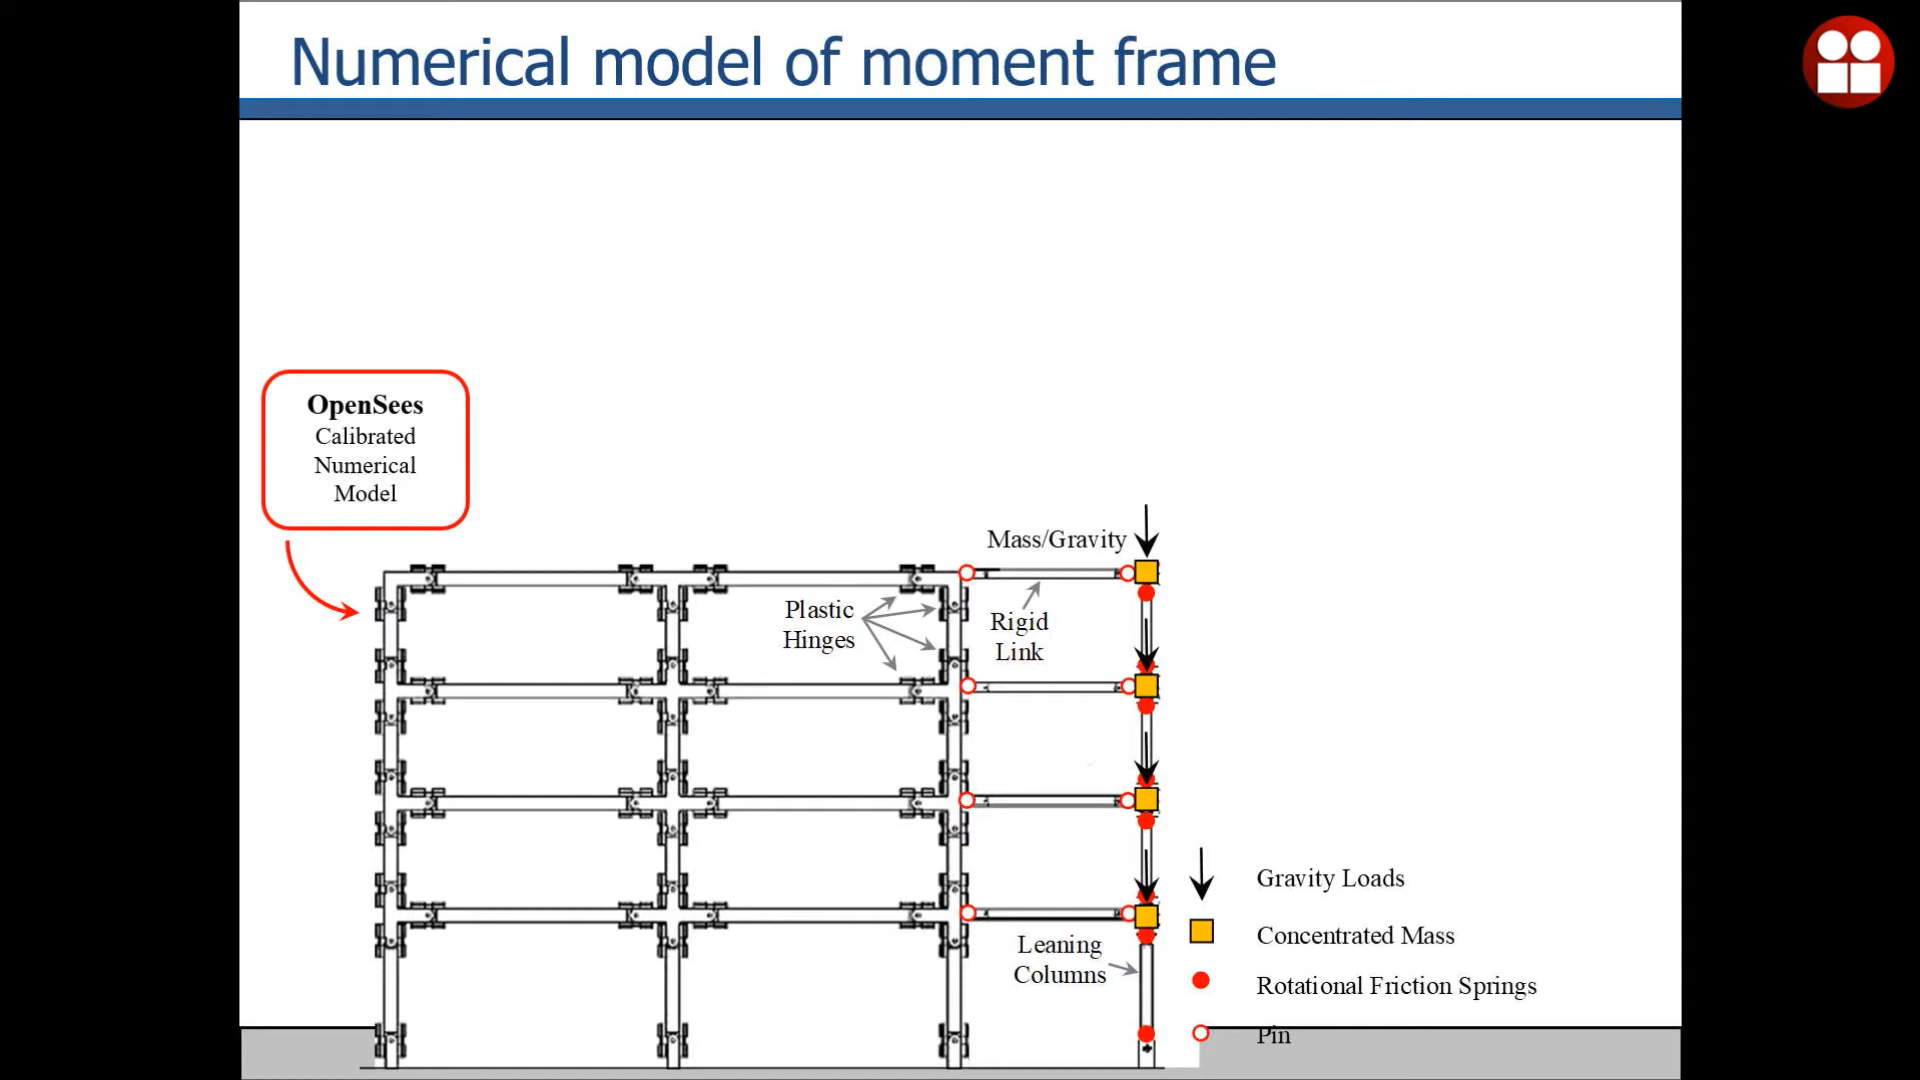 Numerical model of moment frame
OpenSees
Calibrated
Numerical
Model
Mass/Gravity
Plastic
Hinges
Rigid
Link
Leaning
Columns
Gravity Loads
Concentrated Mass
Rotational Friction Springs
Pin